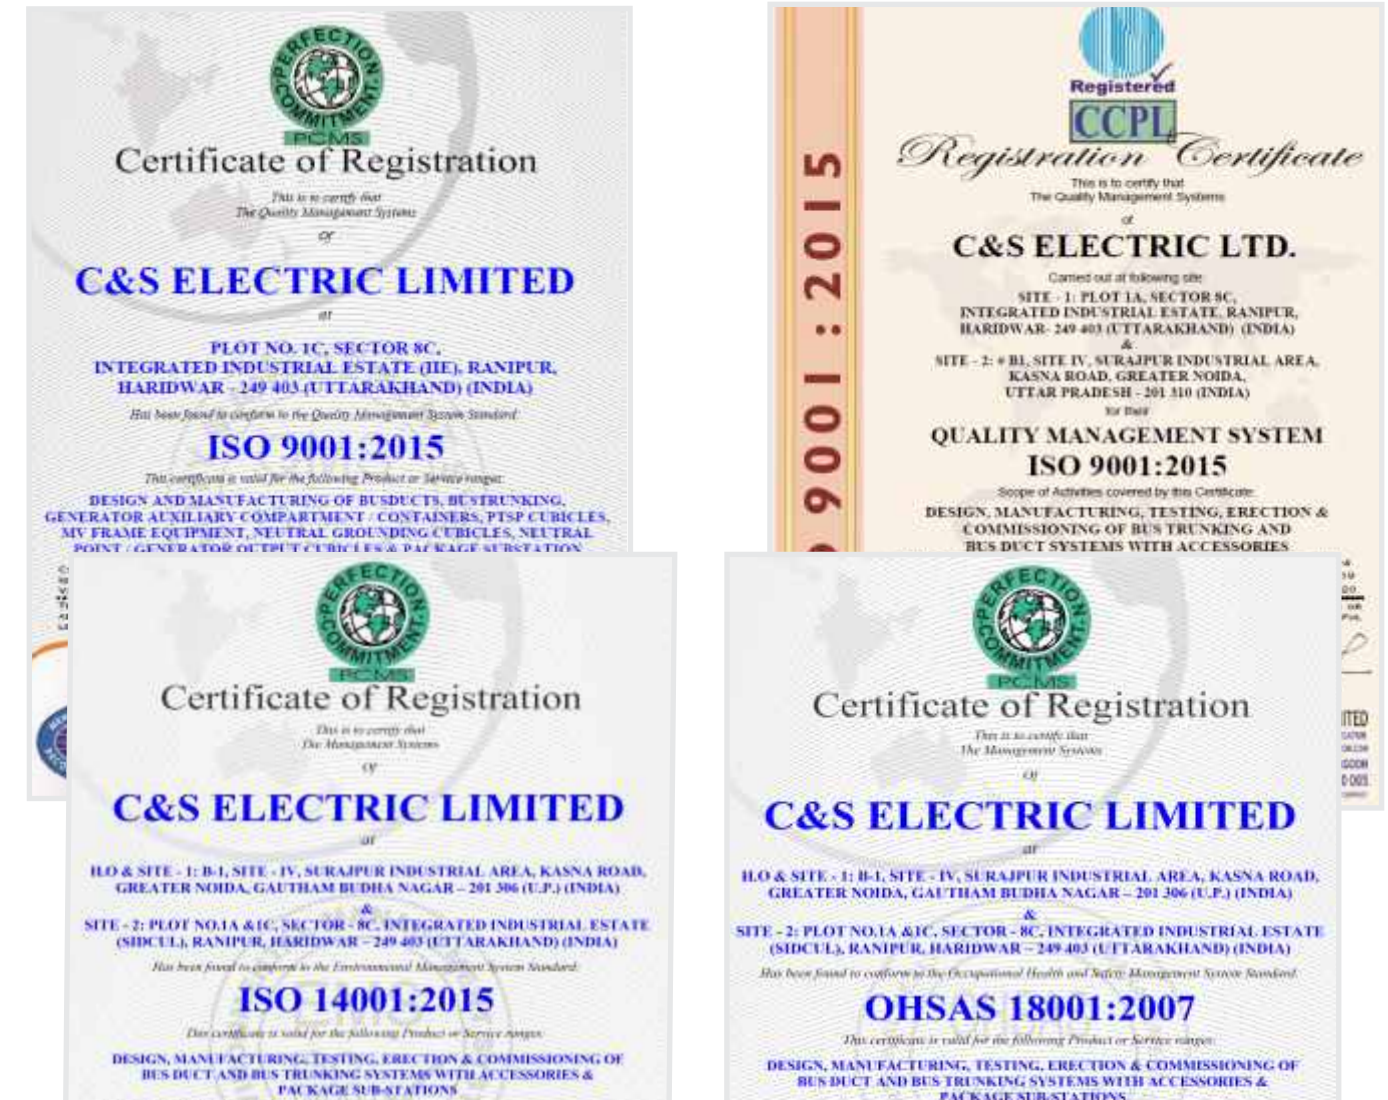 PERFECTION
COMMITMENT
PCMS
Certificate of Registration
This is to certify that
The Quality Management Systems
Of
C&S ELECTRIC LIMITED
at
PLOT NO. 1C, SECTOR 8C,
INTEGRATED INDUSTRIAL ESTATE (IIE), RANIPUR,
HARIDWAR - 249 403 (UTTARAKHAND) (INDIA)
Has been found to conform to the Quality Management System Standard:
ISO 9001:2015
This certificate is valid for the following Product or Service ranges:
DESIGN AND MANUFACTURING OF BUSDUCTS, BUSTRUNKING,
GENERATOR AUXILIARY COMPARTMENT / CONTAINERS, PTSP CUBICLES,
MV FRAME EQUIPMENT, NEUTRAL GROUNDING CUBICLES, NEUTRAL
POINT / GENERATOR OUTPUT CUBICLES & PACKAGE SUBSTATION
9001:2015
Registered
CCPL
Registration Certificate
This is to certify that
The Quality Management Systems
of
C&S ELECTRIC LTD.
Carried out at following site:
SITE - 1: PLOT 1A, SECTOR 8C,
INTEGRATED INDUSTRIAL ESTATE, RANIPUR,
HARIDWAR- 249 403 (UTTARAKHAND) (INDIA)
&
SITE - 2: # B1, SITE IV, SURAJPUR INDUSTRIAL AREA,
KASNA ROAD, GREATER NOIDA,
UTTAR PRADESH - 201 310 (INDIA)
for their
QUALITY MANAGEMENT SYSTEM
ISO 9001:2015
Scope of Activities covered by this Certificate:
DESIGN, MANUFACTURING, TESTING, ERECTION &
COMMISSIONING OF BUS TRUNKING AND
BUS DUCT SYSTEMS WITH ACCESSORIES
PERFECTION
COMMITMENT
PCMS
Certificate of Registration
This is to certify that
The Management Systems
Of
C&S ELECTRIC LIMITED
at
H.O & SITE - 1: B-1, SITE - IV, SURAJPUR INDUSTRIAL AREA, KASNA ROAD,
GREATER NOIDA, GAUTHAM BUDHA NAGAR – 201 306 (U.P.) (INDIA)
&
SITE - 2: PLOT NO.1A &1C, SECTOR - 8C, INTEGRATED INDUSTRIAL ESTATE
(SIDCUL), RANIPUR, HARIDWAR – 249 403 (UTTARAKHAND) (INDIA)
Has been found to conform to the Environmental Management System Standard:
ISO 14001:2015
This certificate is valid for the following Product or Service ranges:
DESIGN, MANUFACTURING, TESTING, ERECTION & COMMISSIONING OF
BUS DUCT AND BUS TRUNKING SYSTEMS WITH ACCESSORIES &
PACKAGE SUB-STATIONS
PERFECTION
COMMITMENT
PCMS
Certificate of Registration
This is to certify that
The Management Systems
Of
C&S ELECTRIC LIMITED
at
H.O & SITE - 1: B-1, SITE - IV, SURAJPUR INDUSTRIAL AREA, KASNA ROAD,
GREATER NOIDA, GAUTHAM BUDHA NAGAR – 201 306 (U.P.) (INDIA)
&
SITE - 2: PLOT NO.1A &1C, SECTOR - 8C, INTEGRATED INDUSTRIAL ESTATE
(SIDCUL), RANIPUR, HARIDWAR – 249 403 (UTTARAKHAND) (INDIA)
Has been found to conform to the Occupational Health and Safety Management System Standard:
OHSAS 18001:2007
This certificate is valid for the following Product or Service ranges:
DESIGN, MANUFACTURING, TESTING, ERECTION & COMMISSIONING OF
BUS DUCT AND BUS TRUNKING SYSTEMS WITH ACCESSORIES &
PACKAGE SUB-STATIONS